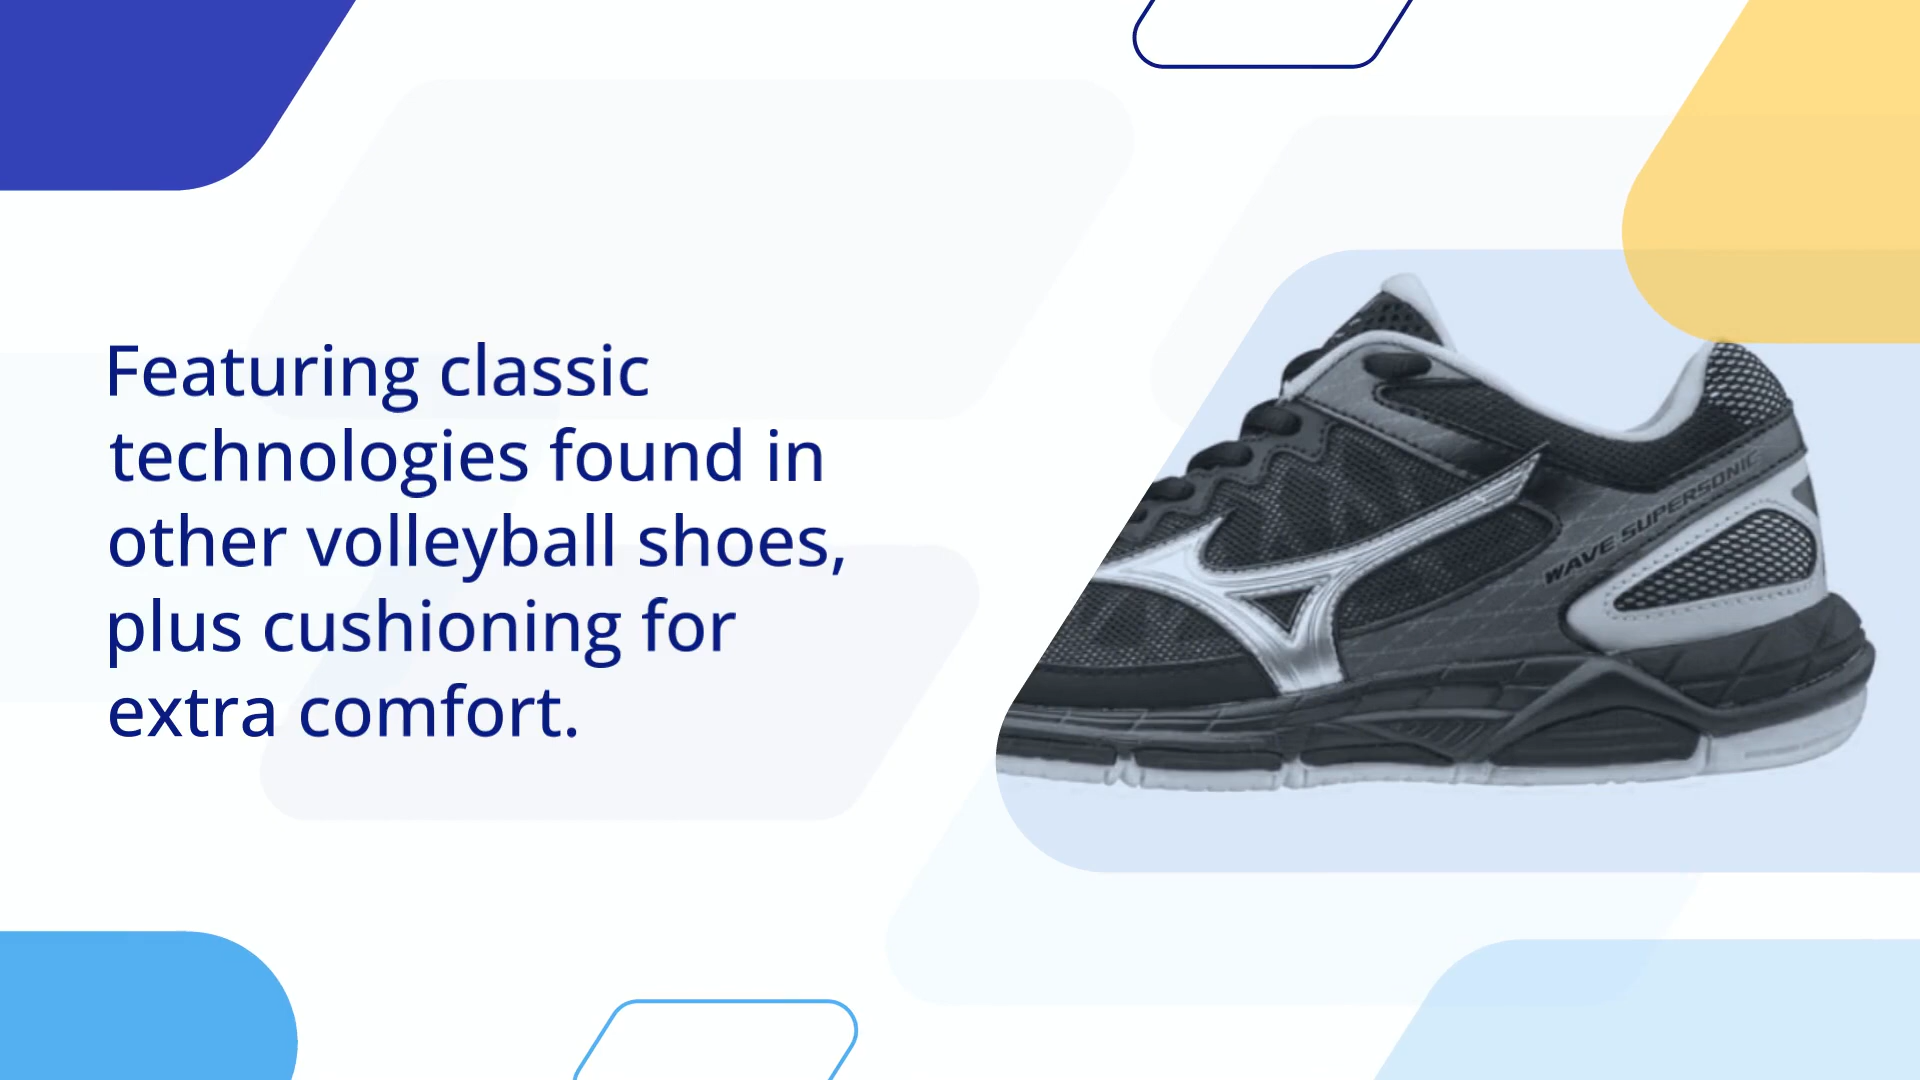 Featuring classic
technologies found in
other volleyball shoes,
plus cushioning for
extra comfort.
WAVE SUPERSONIC